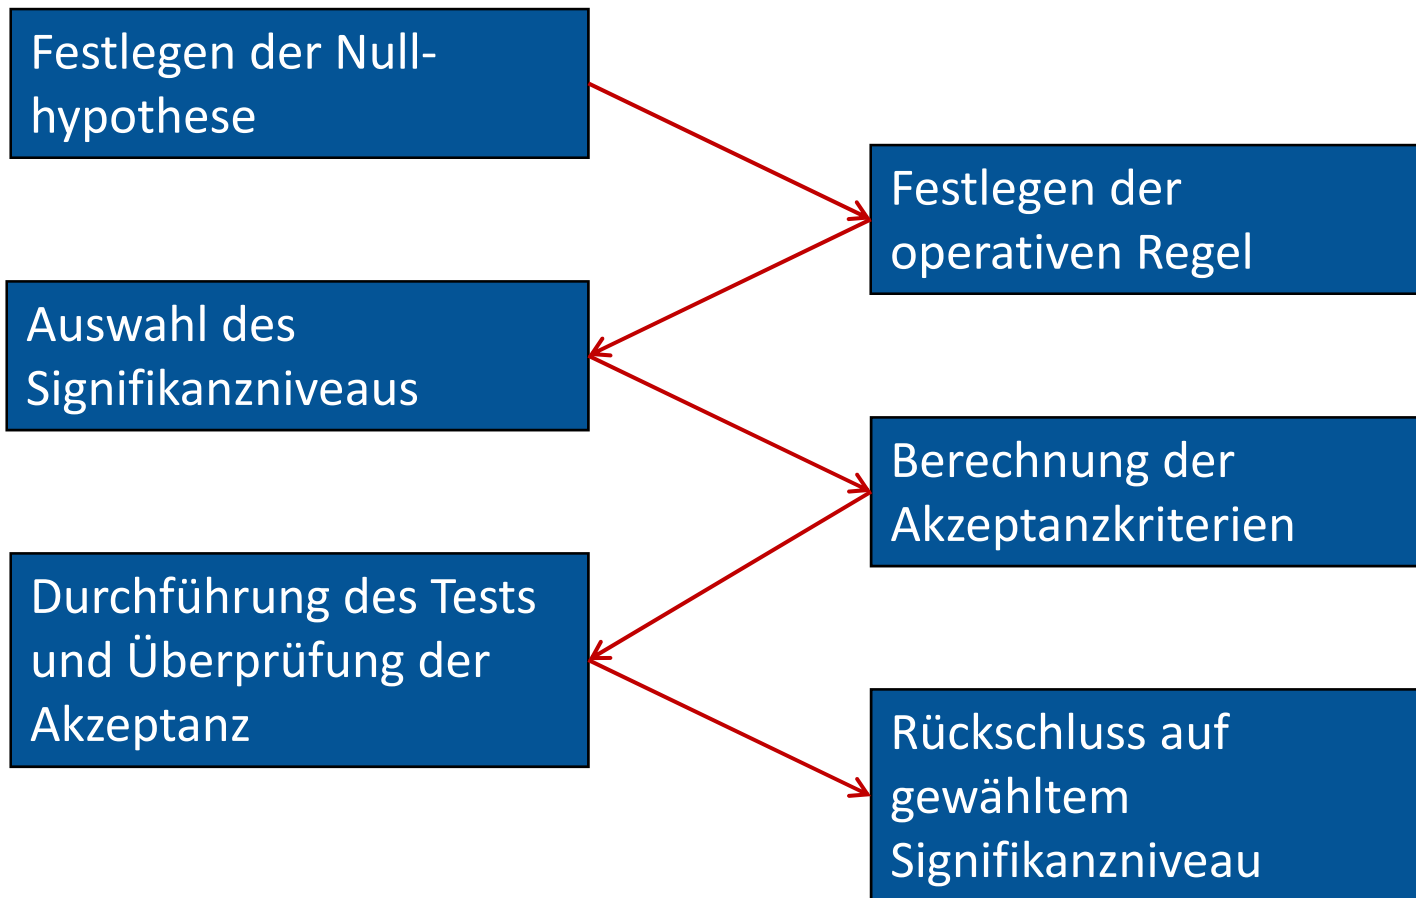 Festlegen der Null-
hypothese
Festlegen der
operativen Regel
Auswahl des
Signifikanzniveaus
Berechnung der
Akzeptanzkriterien
Durchführung des Tests
und Überprüfung der
Akzeptanz
Rückschluss auf
gewähltem
Signifikanzniveau